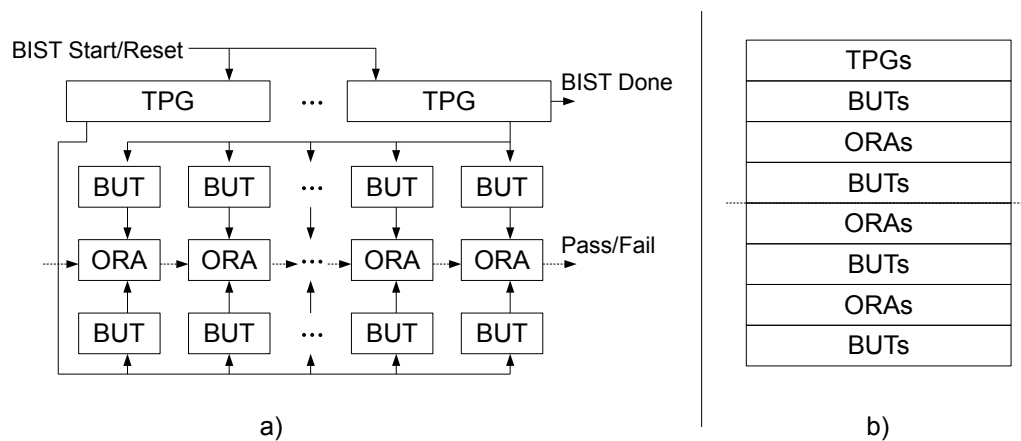 BIST Start/Reset
TPG ... TPG
BIST Done
BUT BUT ... BUT BUT
ORA ORA ... ORA ORA
Pass/Fail
BUT BUT ... BUT BUT
a)
TPGs
BUTs
ORAs
BUTs
ORAs
BUTs
ORAs
BUTs
b)